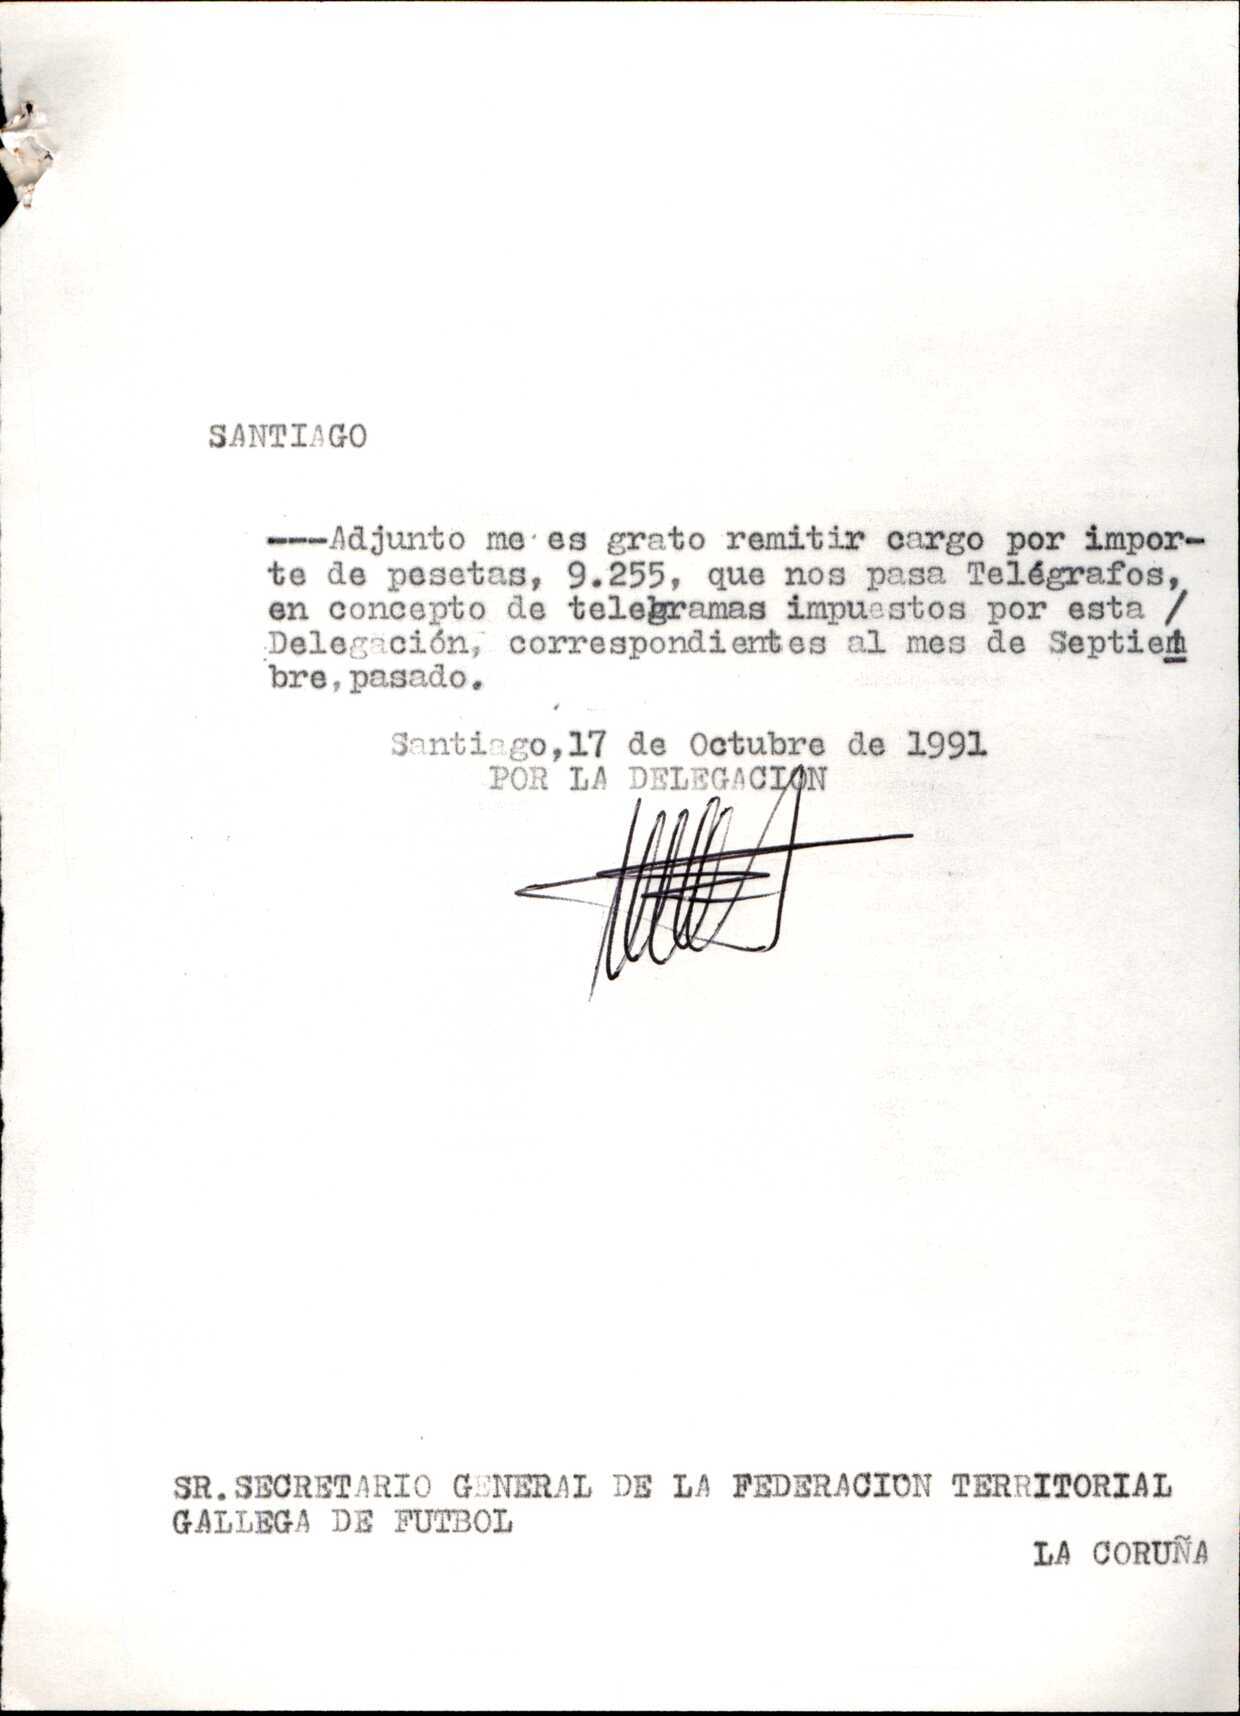 SANTIAGO
---Adjunto me es grato remitir cargo por impor-
te de pesetas, 9.255, que nos pasa Telégrafos,
en concepto de telegramas impuestos por esta /
Delegación, correspondientes al mes de Septiem
bre,pasado.
Santiago,17 de Octubre de 1991
POR LA DELEGACION
SR.SECRETARIO GENERAL DE LA FEDERACION TERRITORIAL
GALLEGA DE FUTBOL
LA CORUÑA